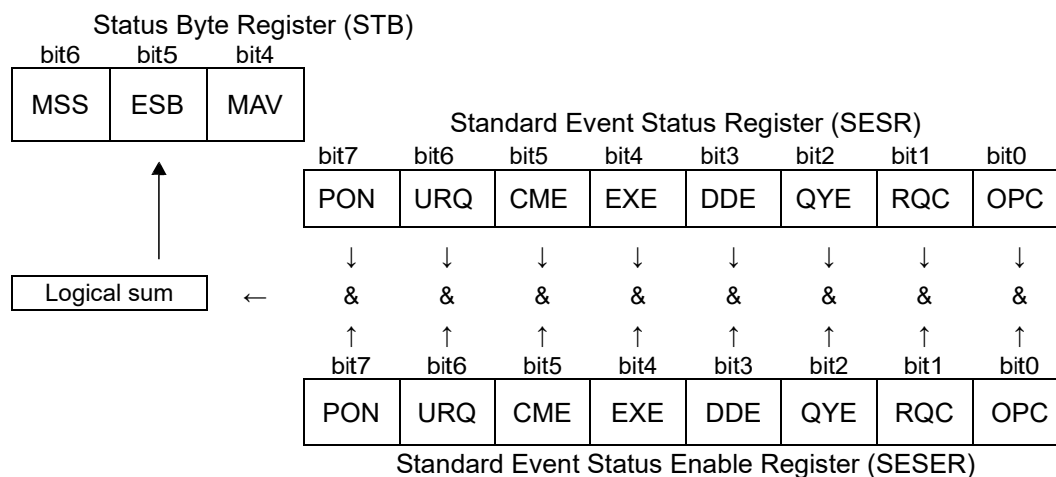 Status Byte Register (STB)
bit6 bit5 bit4
MSS ESB MAV
Standard Event Status Register (SESR)
bit7 bit6 bit5 bit4 bit3 bit2 bit1 bit0
PON URQ CME EXE DDE QYE RQC OPC
↓ ↓ ↓ ↓ ↓ ↓ ↓ ↓
Logical sum ← & & & & & & & &
↑ ↑ ↑ ↑ ↑ ↑ ↑ ↑
bit7 bit6 bit5 bit4 bit3 bit2 bit1 bit0
PON URQ CME EXE DDE QYE RQC OPC
Standard Event Status Enable Register (SESER)